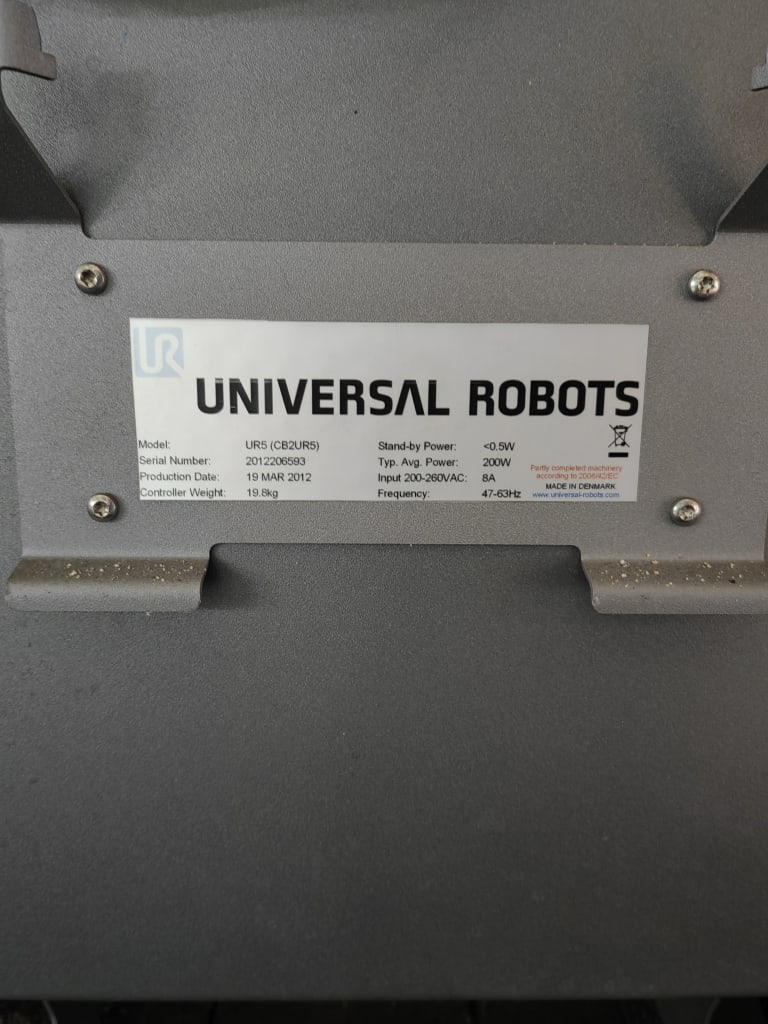 UR
UNIVERSAL ROBOTS
Model: UR5 (CB2UR5) Stand-by Power: <0.5W
Serial Number: 2012206593 Typ. Avg. Power: 200W
Production Date: 19 MAR 2012 Input 200-260VAC: 8A
Controller Weight: 19.8kg Frequency: 47-63Hz
Partly completed machinery
according to 2006/42/EC
MADE IN DENMARK
www.universal-robots.com